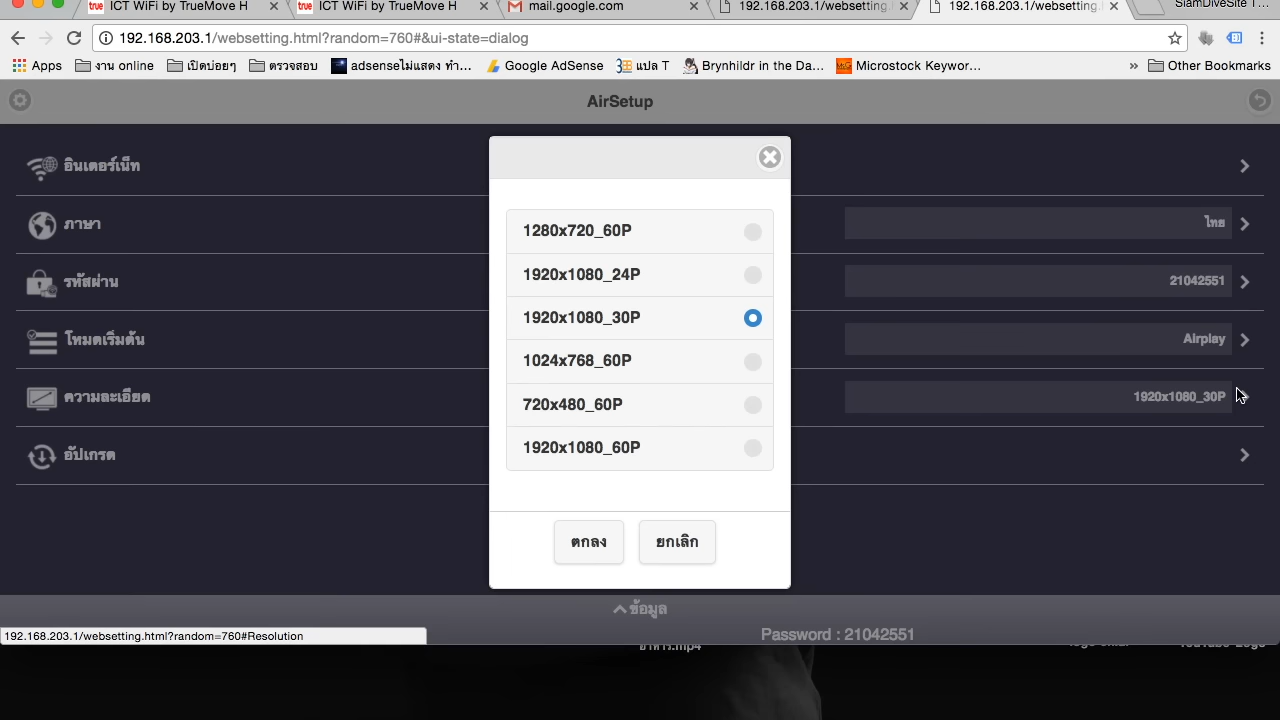 ICT WiFi by TrueMove H
ICT WiFi by TrueMove H
mail.google.com
192.168.203.1/websetting
192.168.203.1/websetting
SiamDiveSite T...
192.168.203.1/websetting.html?random=760#&ui-state=dialog
Apps
งาน online
เปิดบ่อยๆ
ตรวจสอบ
adsenseไม่แสดง ทำ...
Google AdSense
แปล T
Brynhildr in the Da...
Microstock Keywor...
»
Other Bookmarks
AirSetup
อินเตอร์เน็ท
ภาษา
ไทย
รหัสผ่าน
21042551
โหมดเริ่มต้น
Airplay
ความละเอียด
1920x1080_30P
อัปเกรด
1280x720_60P
1920x1080_24P
1920x1080_30P
1024x768_60P
720x480_60P
1920x1080_60P
ตกลง
ยกเลิก
ข้อมูล
192.168.203.1/websetting.html?random=760#Resolution
Password : 21042551